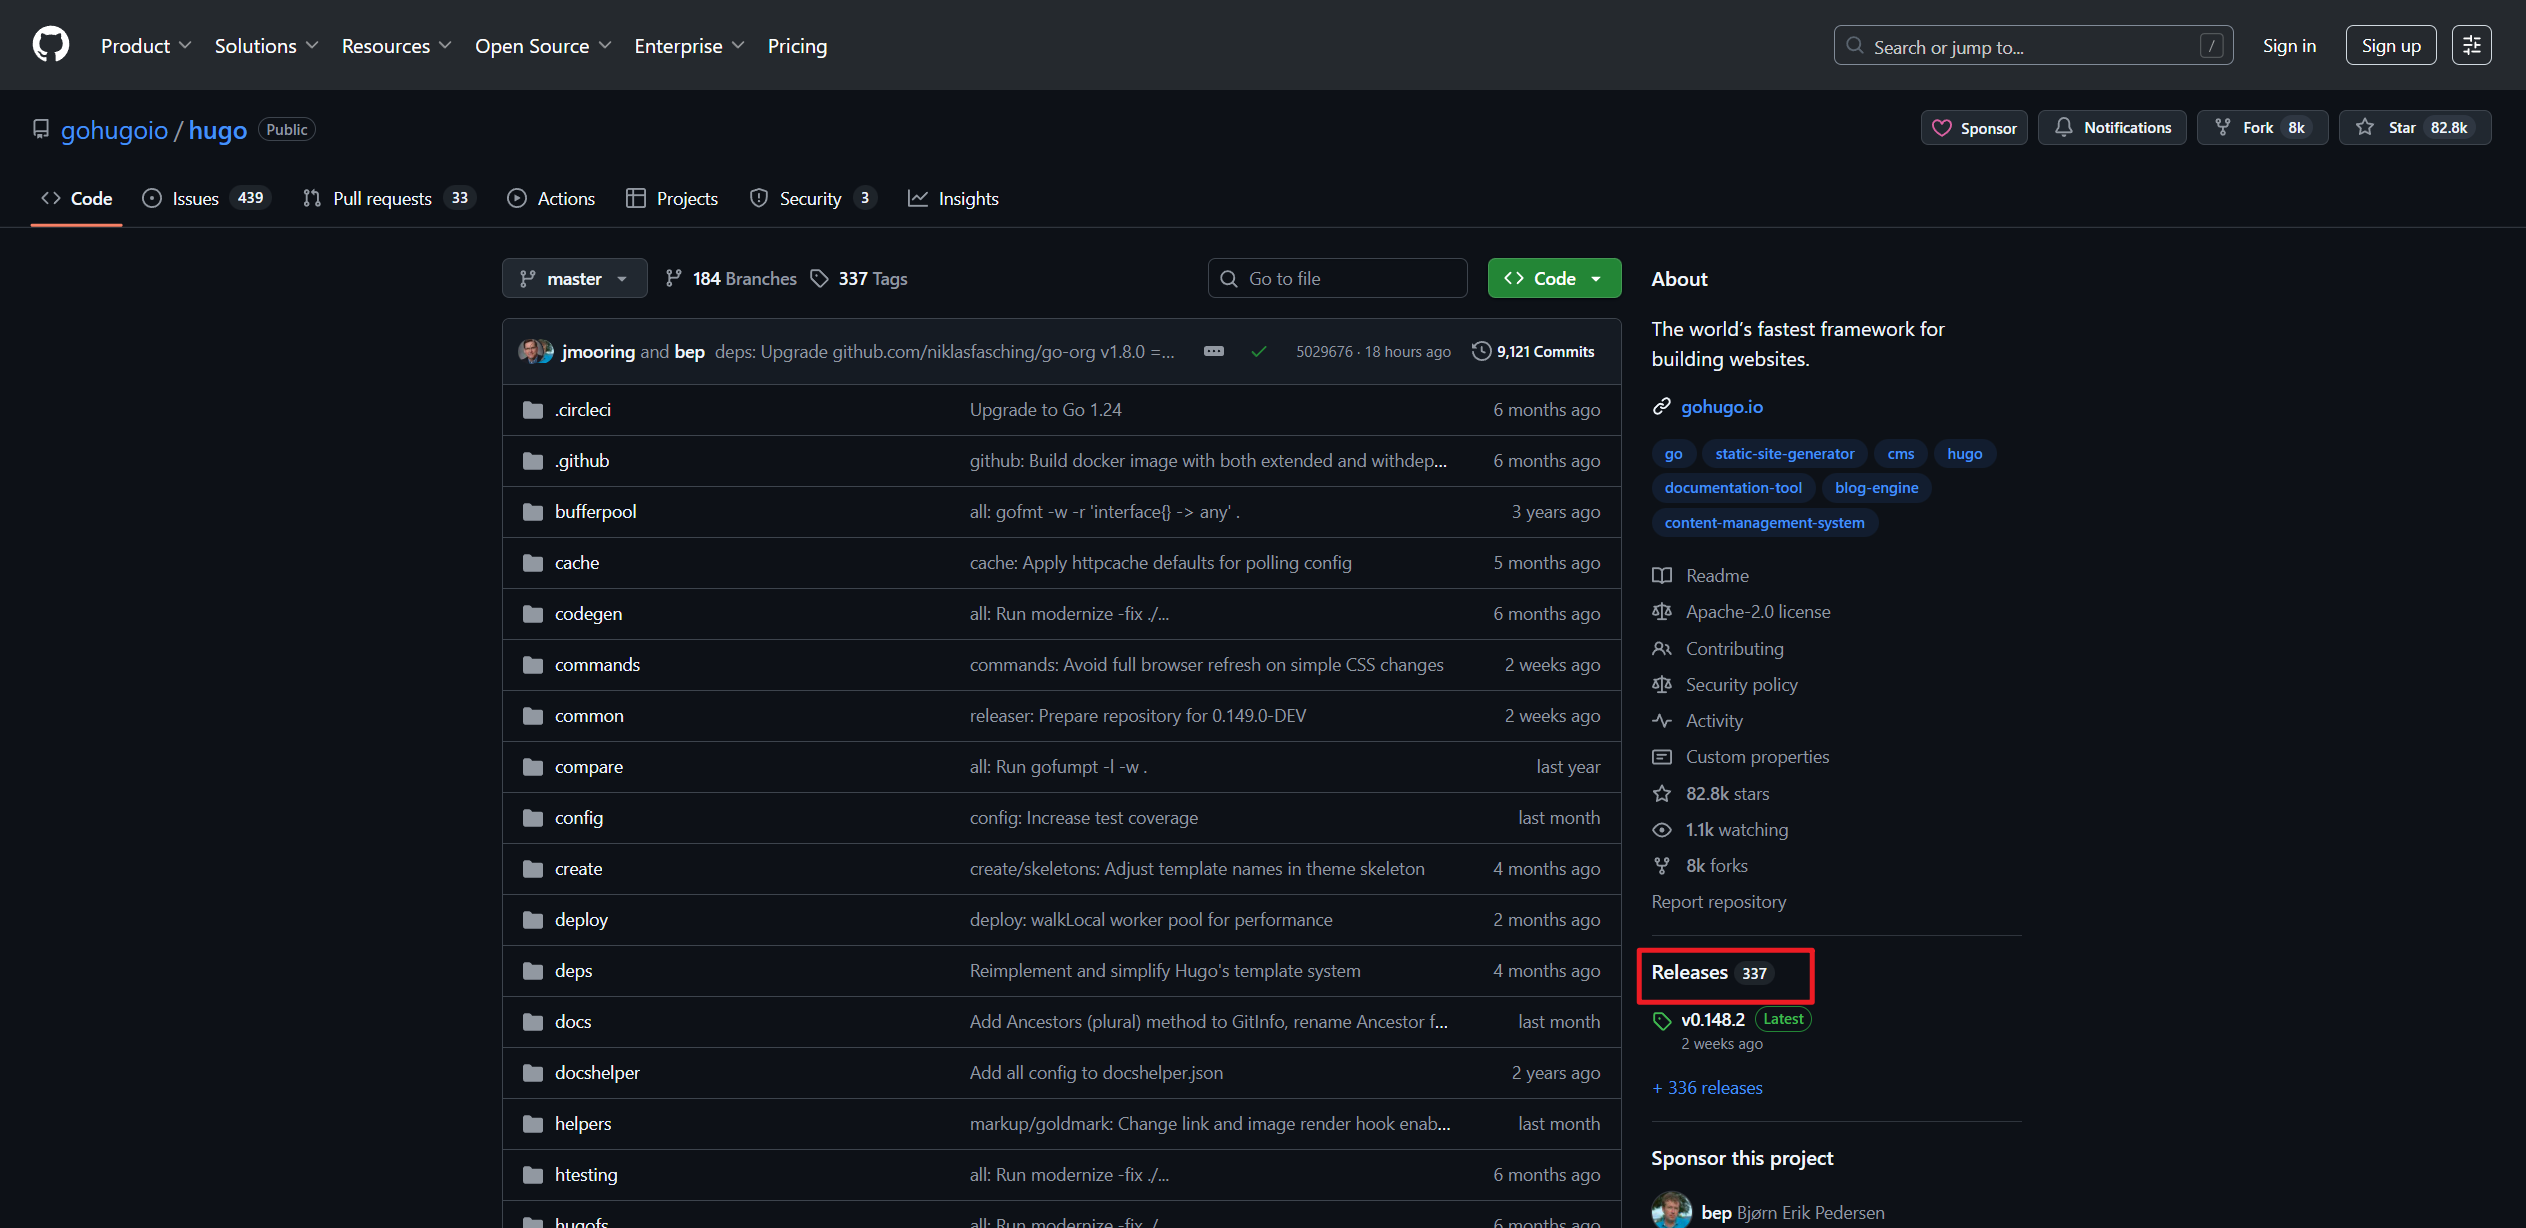 Product Solutions Resources Open Source Enterprise Pricing Search or jump to... / Sign in Sign up
gohugoio / hugo Public Sponsor Notifications Fork 8k Star 82.8k
Code Issues 439 Pull requests 33 Actions Projects Security 3 Insights
master 184 Branches 337 Tags Go to file Code
jmooring and bep deps: Upgrade github.com/niklasfasching/go-org v1.8.0 =... 5029676 · 18 hours ago 9,121 Commits
.circleci Upgrade to Go 1.24 6 months ago
.github github: Build docker image with both extended and withdep... 6 months ago
bufferpool all: gofmt -w -r 'interface{} -> any' . 3 years ago
cache cache: Apply httpcache defaults for polling config 5 months ago
codegen all: Run modernize -fix ./... 6 months ago
commands commands: Avoid full browser refresh on simple CSS changes 2 weeks ago
common releaser: Prepare repository for 0.149.0-DEV 2 weeks ago
compare all: Run gofumpt -l -w . last year
config config: Increase test coverage last month
create create/skeletons: Adjust template names in theme skeleton 4 months ago
deploy deploy: walkLocal worker pool for performance 2 months ago
deps Reimplement and simplify Hugo's template system 4 months ago
docs Add Ancestors (plural) method to GitInfo, rename Ancestor f... last month
docshelper Add all config to docshelper.json 2 years ago
helpers markup/goldmark: Change link and image render hook enab... last month
htesting all: Run modernize -fix ./... 6 months ago
hugofs all: Run modernize -fix ./... 6 months ago
About
The world's fastest framework for
building websites.
gohugo.io
go static-site-generator cms hugo
documentation-tool blog-engine
content-management-system
Readme
Apache-2.0 license
Contributing
Security policy
Activity
Custom properties
82.8k stars
1.1k watching
8k forks
Report repository
Releases 337
v0.148.2 Latest
2 weeks ago
+ 336 releases
Sponsor this project
bep Bjørn Erik Pedersen